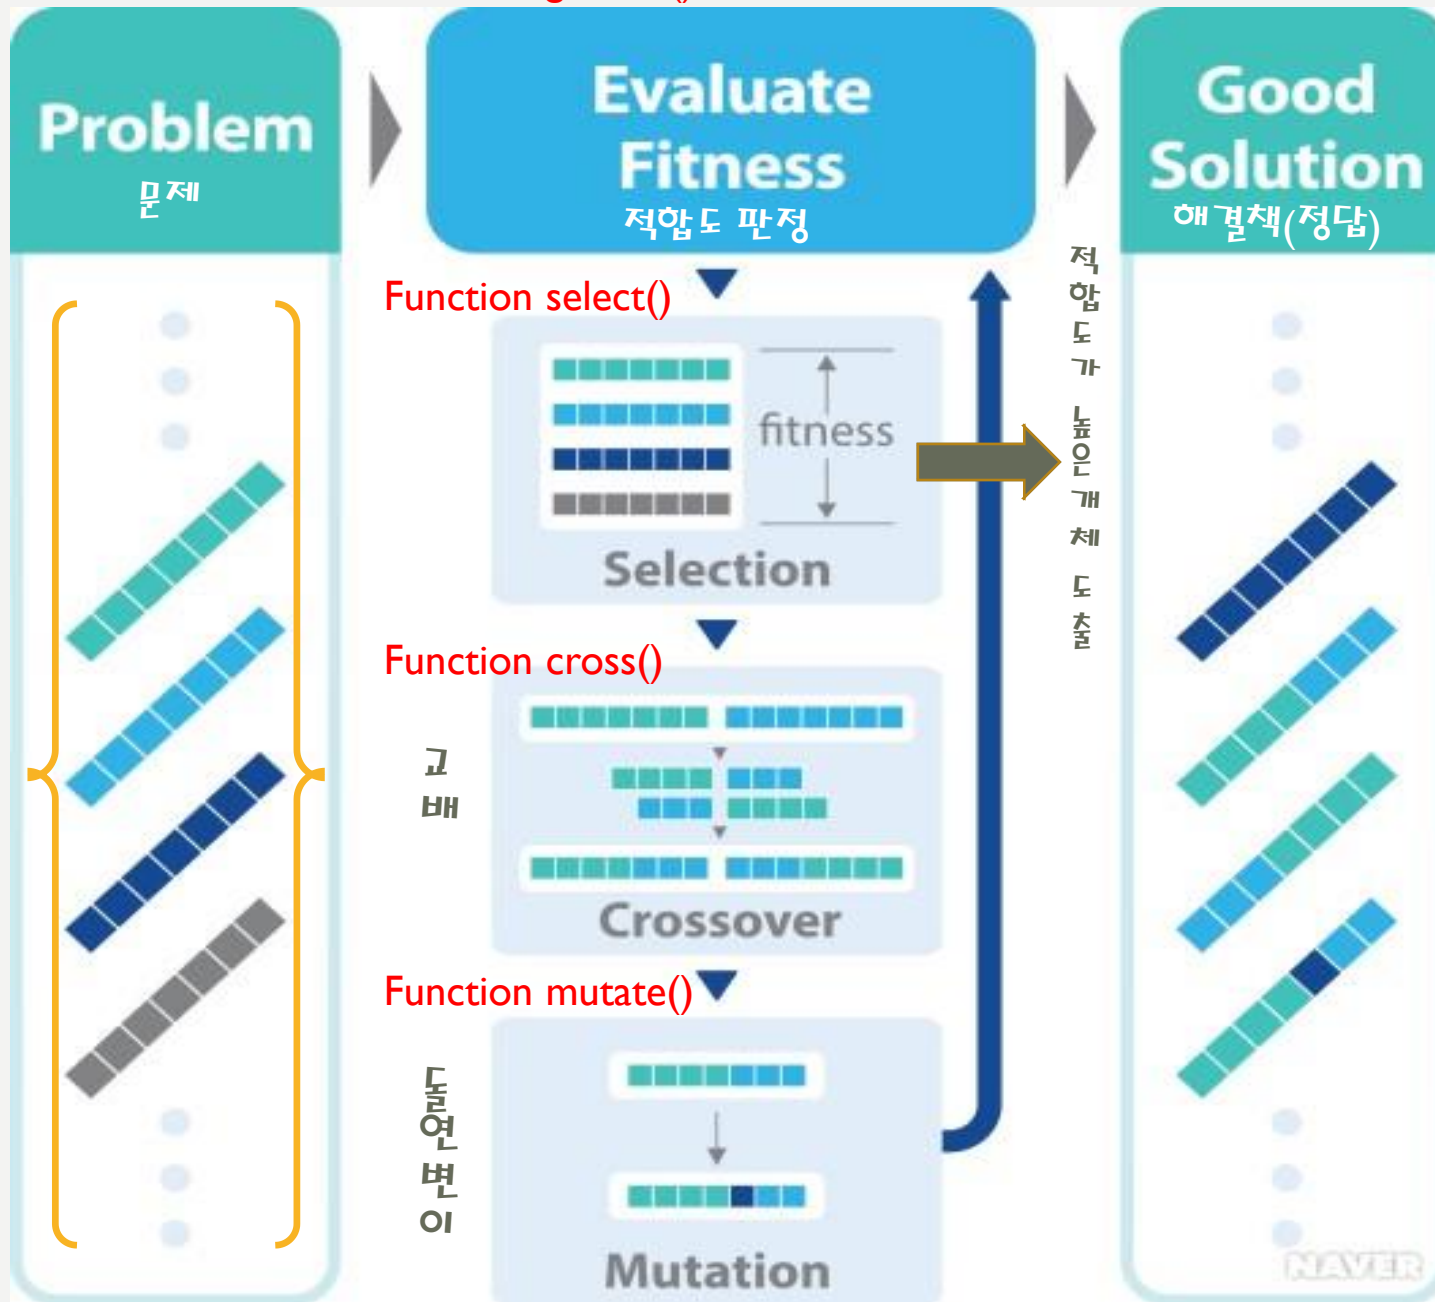 Problem
문제
Evaluate
Fitness
적합도 판정
Good
Solution
해결책(정답)
Function select()
fitness
Selection
적합도가 높은 개체 도출
Function cross()
교배
Crossover
Function mutate()
돌연변이
Mutation
NAVER